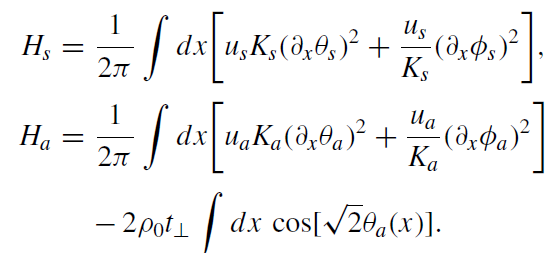 H_s = \frac{1}{2\pi} \int dx \left[ u_s K_s (\partial_x \theta_s)^2 + \frac{u_s}{K_s} (\partial_x \phi_s)^2 \right],
H_a = \frac{1}{2\pi} \int dx \left[ u_a K_a (\partial_x \theta_a)^2 + \frac{u_a}{K_a} (\partial_x \phi_a)^2 \right]
- 2\rho_0 t_\perp \int dx \cos[\sqrt{2}\theta_a(x)].